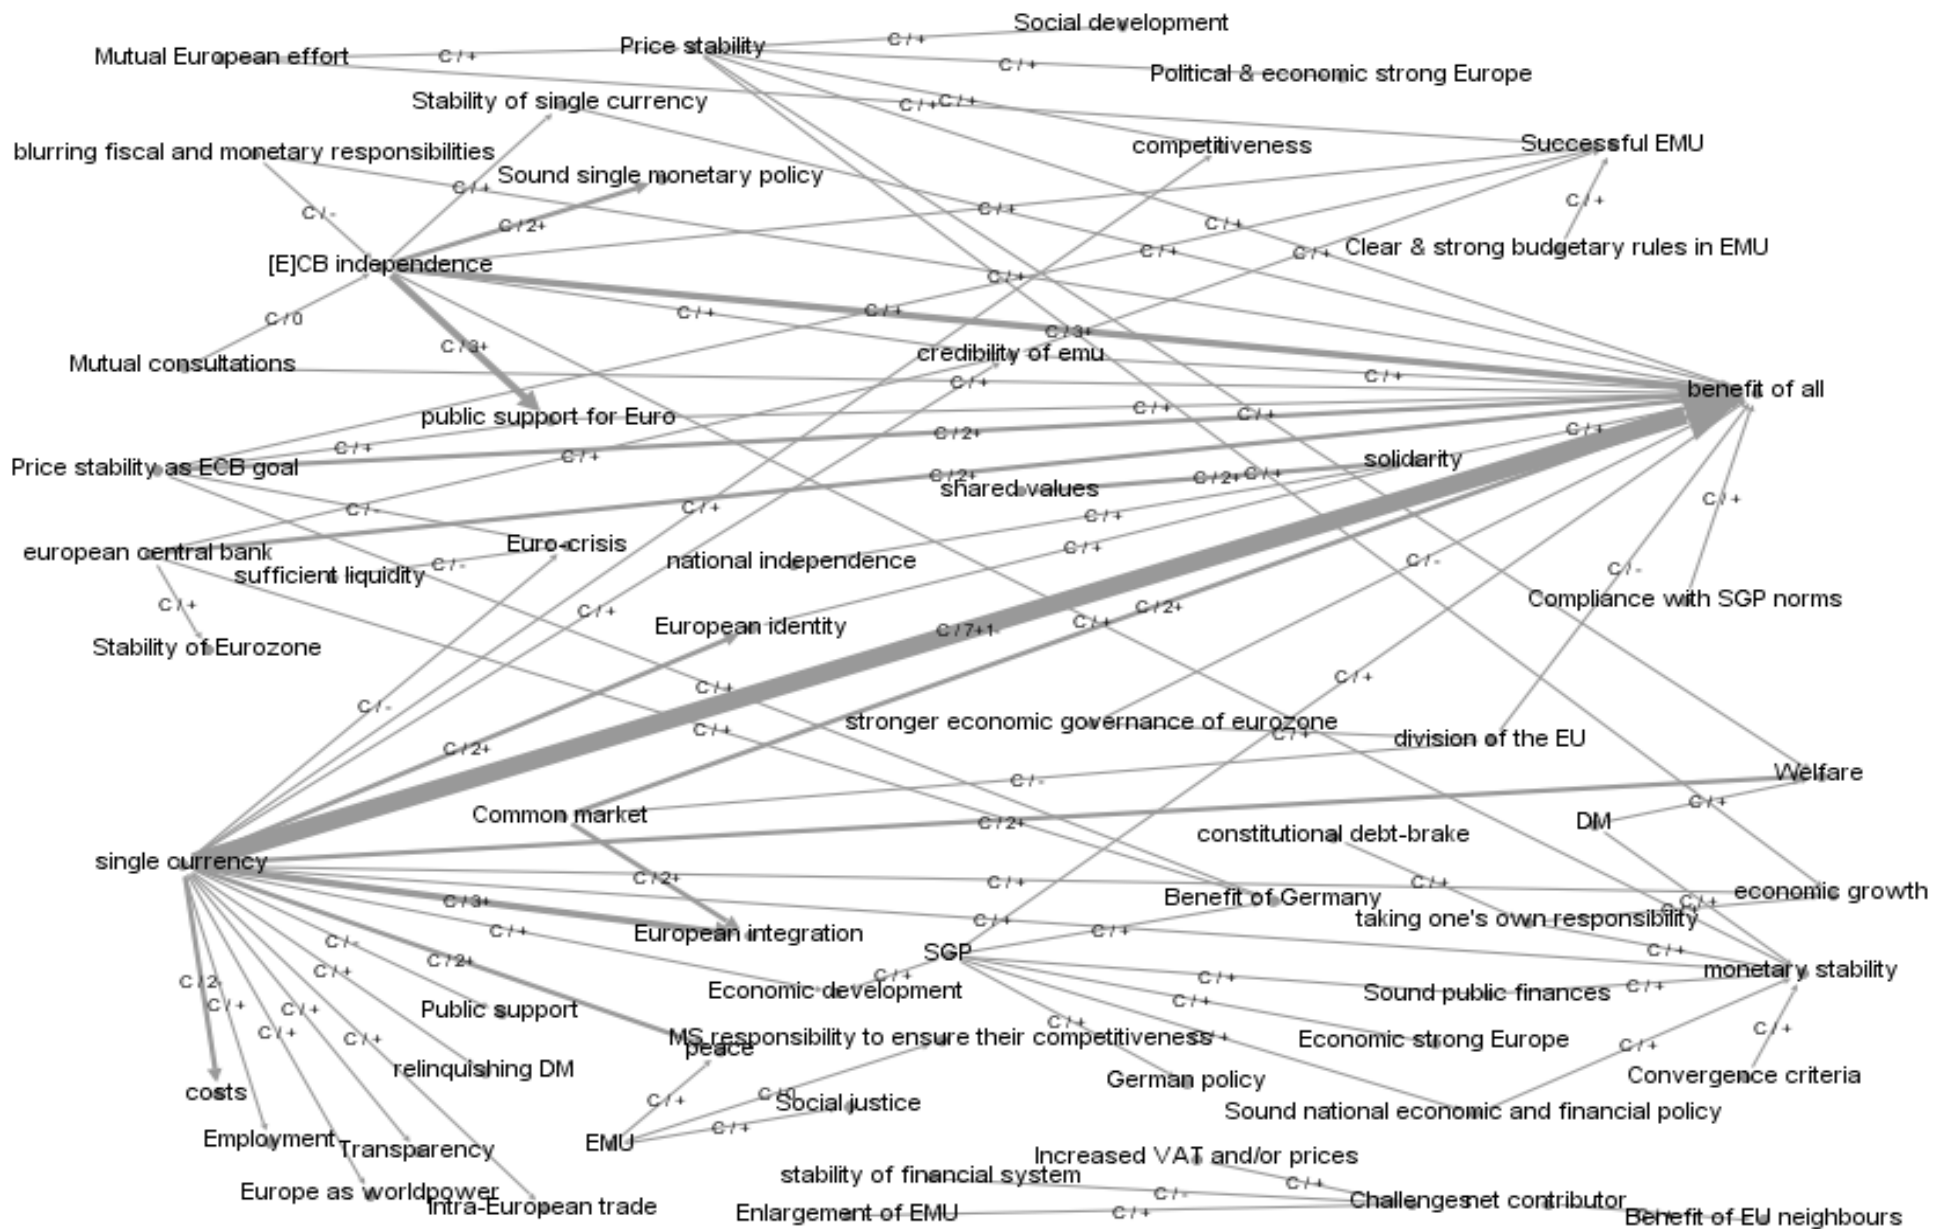 Social development
Mutual European effort
C / +
Price stability
C / +
C / +
Political & economic strong Europe
Stability of single currency
C / +
C / +
blurring fiscal and monetary responsibilities
competitiveness
Successful EMU
Sound single monetary policy
C / +
C / +
C / -
C / 2+
C / +
C / +
C / +
C / +
Clear & strong budgetary rules in EMU
[E]CB independence
C / +
C / 0
C / +
C / +
C / 3+
C / 3+
credibility of emu
Mutual consultations
C / +
C / +
benefit of all
public support for Euro
C / +
C / +
C / +
C / 2+
C / +
C / +
Price stability as ECB goal
solidarity
C / 2+
shared values
C / 2+
C / +
C / -
C / +
C / +
C / +
european central bank
Euro-crisis
sufficient liquidity
C / -
national independence
C / +
C / -
C / -
C / +
C / +
C / 2+
Compliance with SGP norms
European identity
C / 7+1-
C / +
Stability of Eurozone
C / +
C / +
C / -
C / +
stronger economic governance of eurozone
C / +
division of the EU
C / 2+
C / -
Welfare
Common market
C / 2+
C / +
DM
constitutional debt-brake
single currency
C / 2+
C / +
C / +
economic growth
C / 3+
Benefit of Germany
C / +
taking one's own responsibility
C / +
C / +
C / +
European integration
SGP
C / -
C / 2+
C / +
C / +
C / +
C / +
monetary stability
C / 2-
C / +
Economic development
Sound public finances
C / +
C / +
C / +
Public support
C / +
C / +
C / +
MS responsibility to ensure their competitiveness
peace
Economic strong Europe
C / +
C / +
relinquishing DM
German policy
Convergence criteria
costs
C / +
C / 0
Social justice
Sound national economic and financial policy
Employment
Transparency
EMU
C / +
Increased VAT and/or prices
stability of financial system
C / +
Europe as worldpower
Intra-European trade
C / -
Challenges
net contributor
Enlargement of EMU
C / +
Benefit of EU neighbours